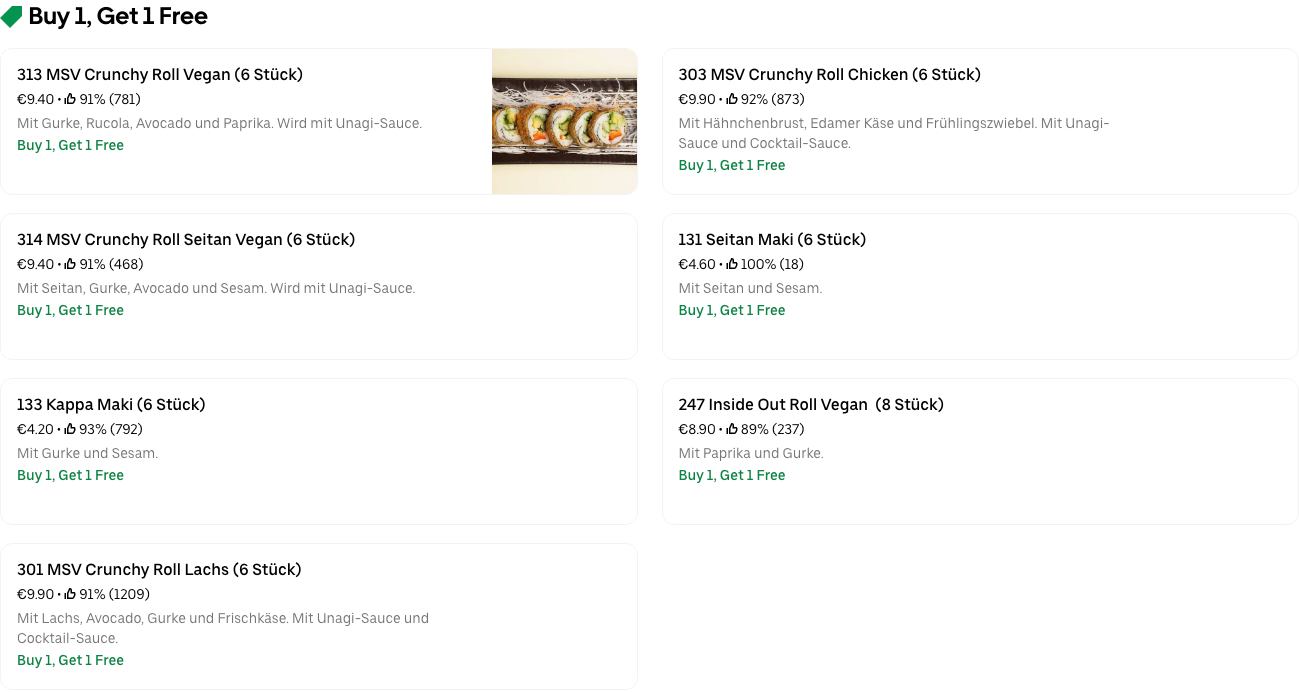 Buy 1, Get 1 Free
313 MSV Crunchy Roll Vegan (6 Stück)
€9.40 • 91% (781)
Mit Gurke, Rucola, Avocado und Paprika. Wird mit Unagi-Sauce.
Buy 1, Get 1 Free
303 MSV Crunchy Roll Chicken (6 Stück)
€9.90 • 92% (873)
Mit Hähnchenbrust, Edamer Käse und Frühlingszwiebel. Mit Unagi-
Sauce und Cocktail-Sauce.
Buy 1, Get 1 Free
314 MSV Crunchy Roll Seitan Vegan (6 Stück)
€9.40 • 91% (468)
Mit Seitan, Gurke, Avocado und Sesam. Wird mit Unagi-Sauce.
Buy 1, Get 1 Free
131 Seitan Maki (6 Stück)
€4.60 • 100% (18)
Mit Seitan und Sesam.
Buy 1, Get 1 Free
133 Kappa Maki (6 Stück)
€4.20 • 93% (792)
Mit Gurke und Sesam.
Buy 1, Get 1 Free
247 Inside Out Roll Vegan  (8 Stück)
€8.90 • 89% (237)
Mit Paprika und Gurke.
Buy 1, Get 1 Free
301 MSV Crunchy Roll Lachs (6 Stück)
€9.90 • 91% (1209)
Mit Lachs, Avocado, Gurke und Frischkäse. Mit Unagi-Sauce und
Cocktail-Sauce.
Buy 1, Get 1 Free